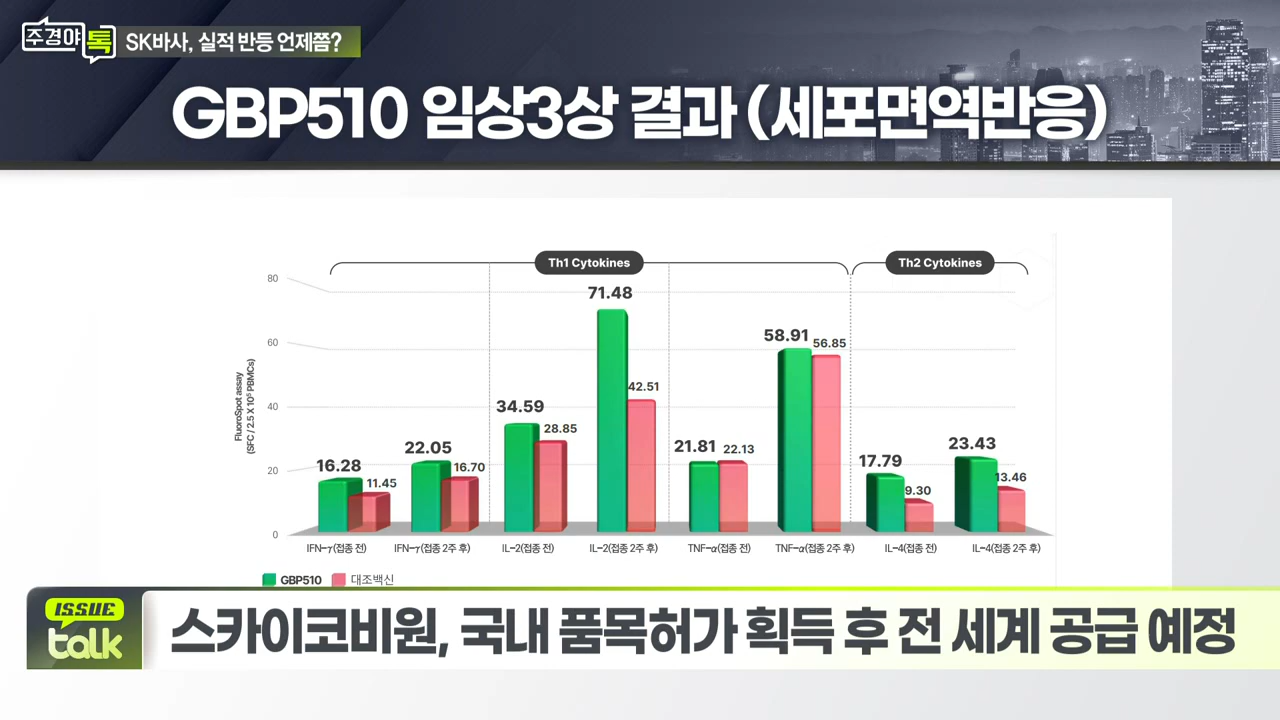 주경야톡 SK바사, 실적 반등 언제쯤?
GBP510 임상3상 결과 (세포면역반응)
Th1 Cytokines Th2 Cytokines
FluoroSpot assay
(SFC / 2.5 X 10⁵ PBMCs)
80
60
40
20
0
16.28 11.45
22.05 16.70
34.59 28.85
71.48 42.51
21.81 22.13
58.91 56.85
17.79 9.30
23.43 13.46
IFN-γ(접종 전) IFN-γ(접종 2주 후) IL-2(접종 전) IL-2(접종 2주 후) TNF-α(접종 전) TNF-α(접종 2주 후) IL-4(접종 전) IL-4(접종 2주 후)
GBP510 대조백신
ISSUE
talk
스카이코비원, 국내 품목허가 획득 후 전 세계 공급 예정